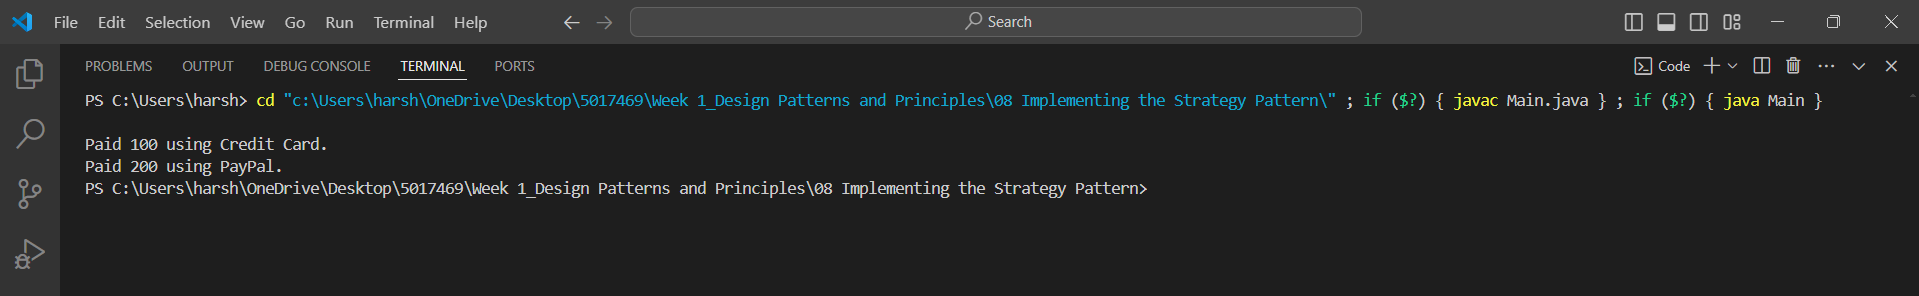 File Edit Selection View Go Run Terminal Help Search
PROBLEMS OUTPUT DEBUG CONSOLE TERMINAL PORTS Code
PS C:\Users\harsh> cd "c:\Users\harsh\OneDrive\Desktop\5017469\Week 1_Design Patterns and Principles\08 Implementing the Strategy Pattern\" ; if ($?) { javac Main.java } ; if ($?) { java Main }
Paid 100 using Credit Card.
Paid 200 using PayPal.
PS C:\Users\harsh\OneDrive\Desktop\5017469\Week 1_Design Patterns and Principles\08 Implementing the Strategy Pattern>